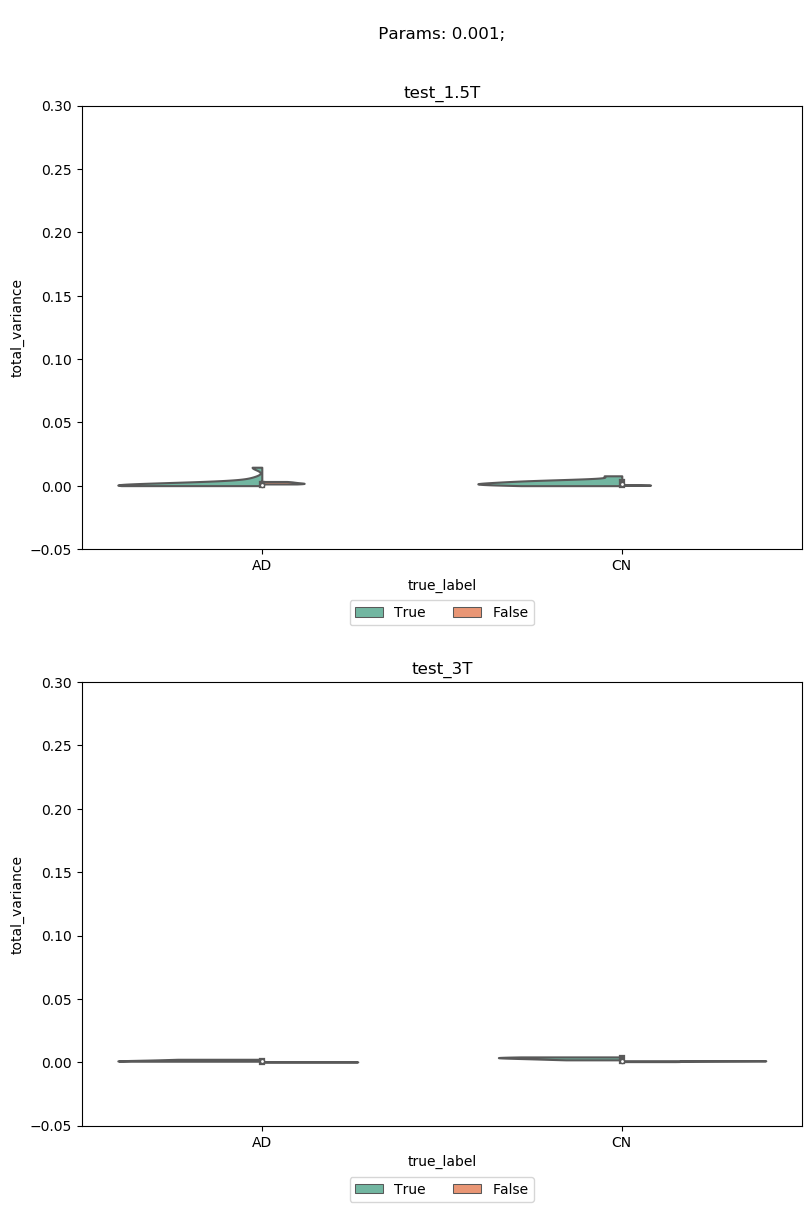 Params: 0.001;
test_1.5T
0.30
0.25
0.20
0.15
0.10
0.05
0.00
−0.05
total_variance
AD CN
true_label
True False
test_3T
0.30
0.25
0.20
0.15
0.10
0.05
0.00
−0.05
total_variance
AD CN
true_label
True False